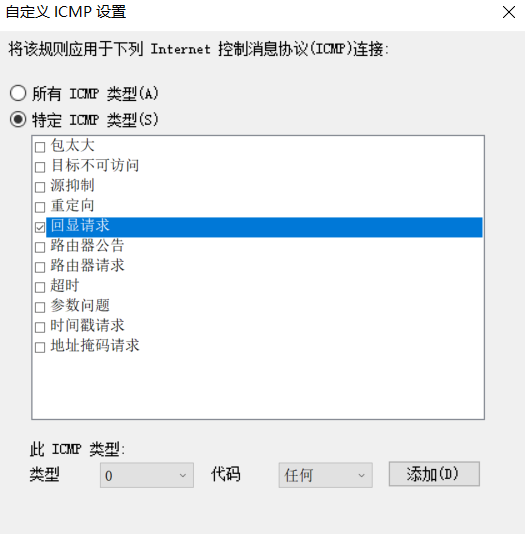 自定义 ICMP 设置
将该规则应用于下列 Internet 控制消息协议(ICMP)连接:
所有 ICMP 类型(A)
特定 ICMP 类型(S)
包太大
目标不可访问
源抑制
重定向
回显请求
路由器公告
路由器请求
超时
参数问题
时间戳请求
地址掩码请求
此 ICMP 类型:
类型 0 代码 任何 添加(D)